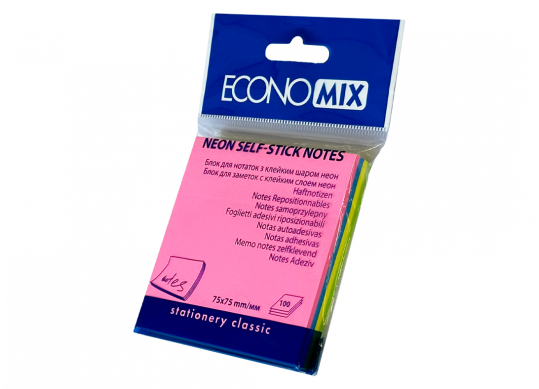 ECONOMIX
NEON SELF-STICK NOTES
Блок для нотаток з клейким шаром неон
Блок для заметок с клейким слоем неон
Haftnotizen
Notes Repositionnables
Notes samoprzylepny
Foglietti adesivi riposizionabili
Notas autoadesivas
Notas adhesivas
Memo notes zelfklevend
Notes Adeziv
notes
75x75 mm/мм
100
stationery classic